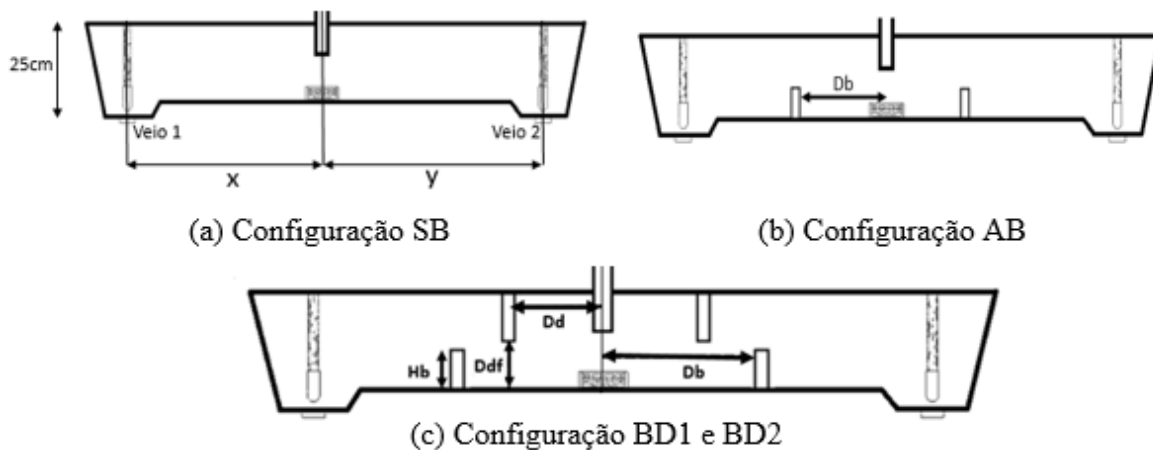 25cm
Veio 1
Veio 2
x
y
(a) Configuração SB
Db
(b) Configuração AB
Dd
Hb
Ddf
Db
(c) Configuração BD1 e BD2